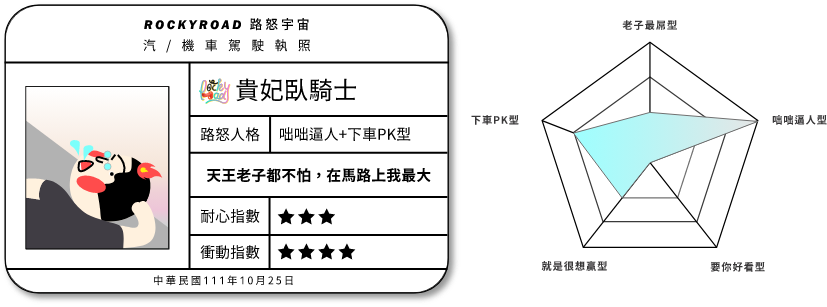 ROCKYROAD 路怒宇宙
汽/機車駕駛執照
Rocky Road 貴妃臥騎士
路怒人格 咄咄逼人+下車PK型
天王老子都不怕，在馬路上我最大
耐心指數 ★★★
衝動指數 ★★★★
中華民國111年10月25日
老子最屌型
下車PK型
咄咄逼人型
就是很想贏型
要你好看型